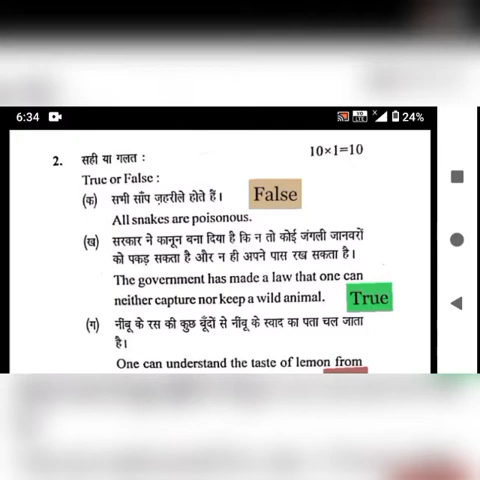 6:34 24%
2. सही या गलत : 10×1=10
True or False :
(क) सभी साँप ज़हरीले होते हैं। False
All snakes are poisonous.
(ख) सरकार ने कानून बना दिया है कि न तो कोई जंगली जानवरों
को पकड़ सकता है और न ही अपने पास रख सकता है।
The government has made a law that one can
neither capture nor keep a wild animal. True
(ग) नींबू के रस की कुछ बूँदों से नींबू के स्वाद का पता चल जाता
है।
One can understand the taste of lemon from